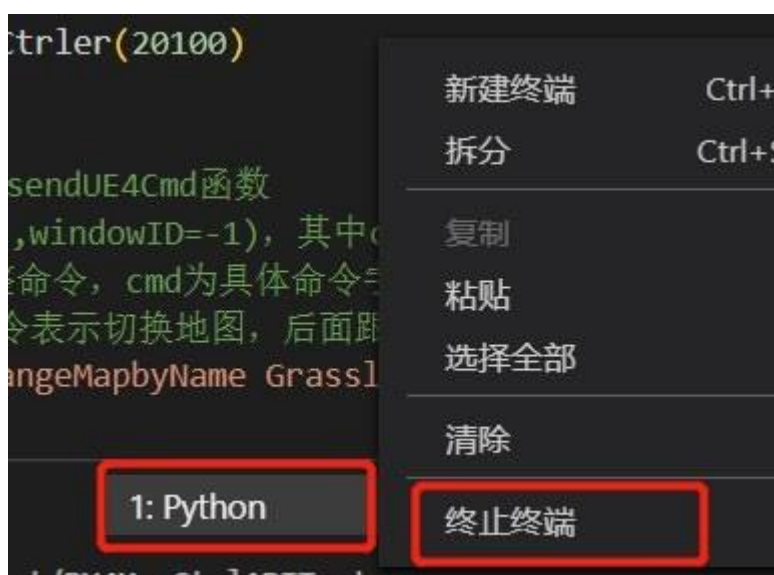 Ctrler(20100)
sendUE4Cmd函数
,windowID=-1), 其中
命令, cmd为具体命令
令表示切换地图, 后面跟
angeMapbyName Grassl
1: Python
新建终端 Ctrl+
拆分 Ctrl+
复制
粘贴
选择全部
清除
终止终端